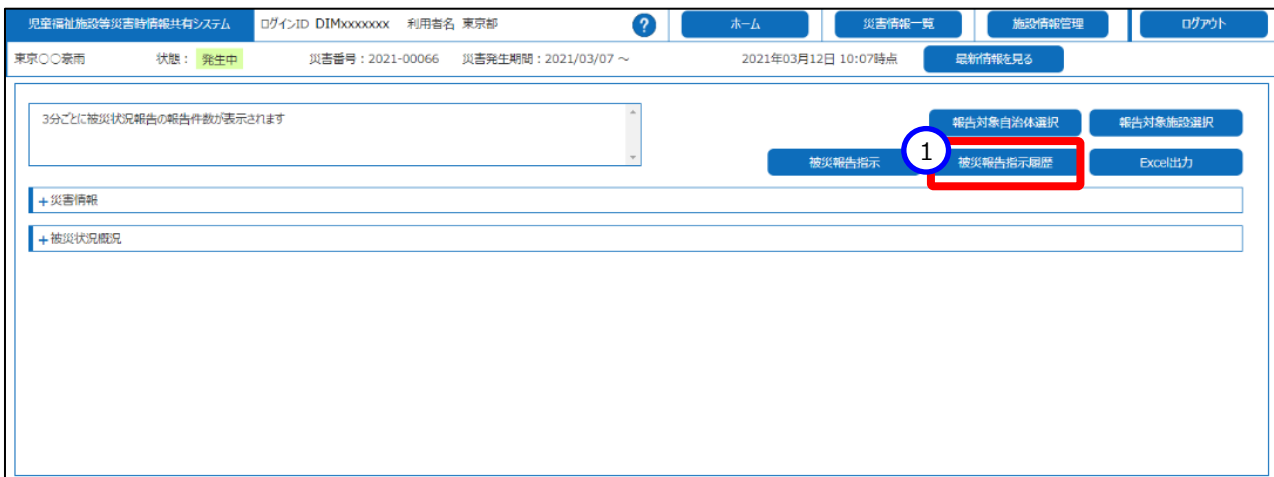 児童福祉施設等災害時情報共有システム ログインID DIMxxxxxxx 利用者名 東京都 ? ホーム 災害情報一覧 施設情報管理 ログアウト
東京○○豪雨 状態： 発生中 災害番号：2021-00066 災害発生期間：2021/03/07 ～ 2021年03月12日 10:07時点 最新情報を見る
3分ごとに被災状況報告の報告件数が表示されます
報告対象自治体選択 報告対象施設選択
1
被災報告指示 被災報告指示履歴 Excel出力
+災害情報
+被災状況概況